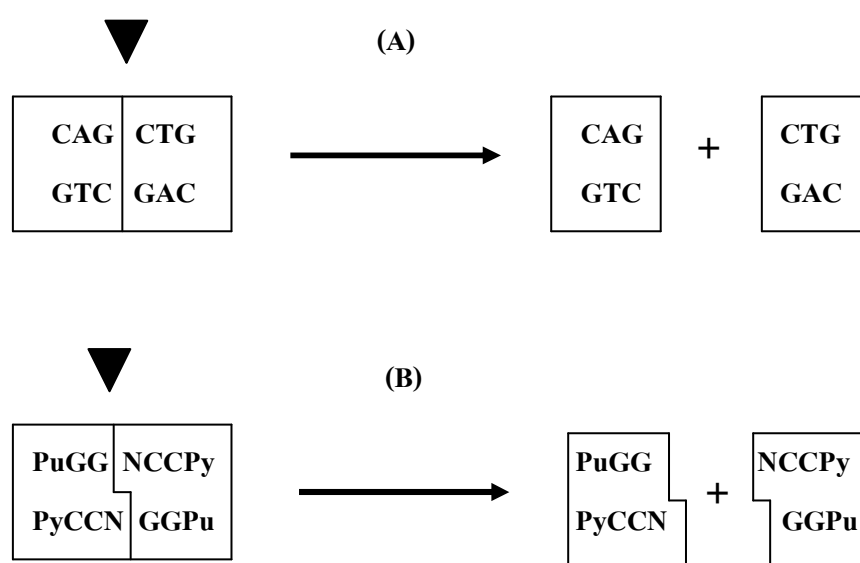 (A)
CAG CTG CAG + CTG
GTC GAC GTC GAC
(B)
PuGG NCCPy PuGG NCCPy
PyCCN GGPu PyCCN + GGPu